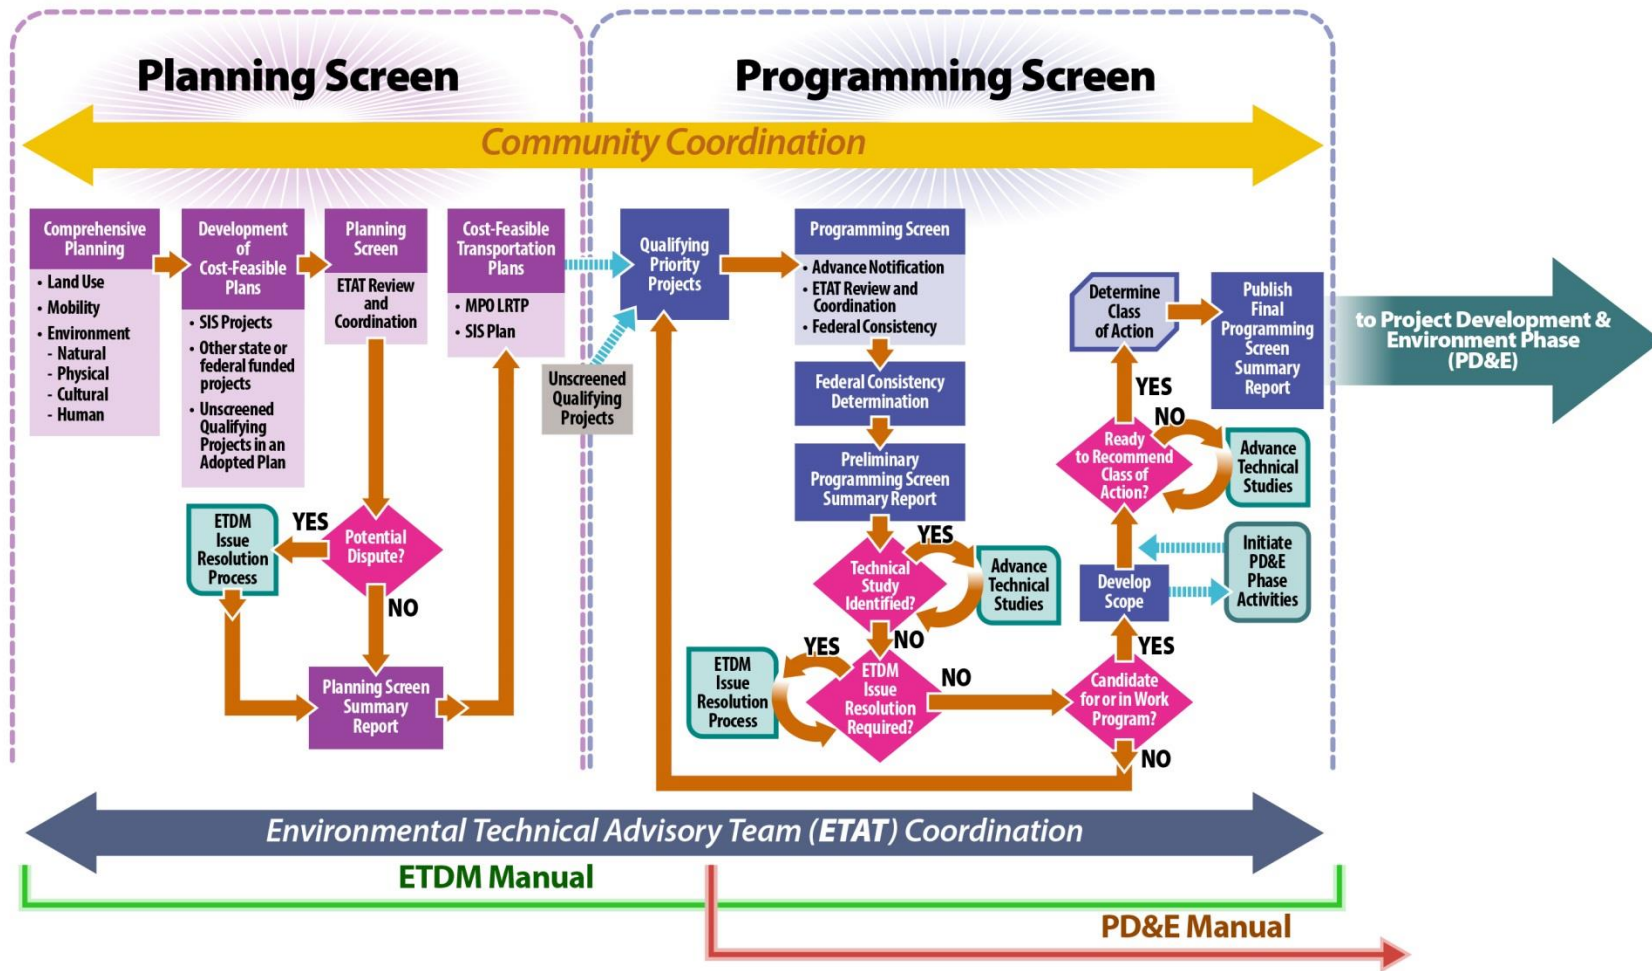 Planning Screen
Programming Screen
Community Coordination
Comprehensive
Planning
• Land Use
• Mobility
• Environment
- Natural
- Physical
- Cultural
- Human
Development
of
Cost-Feasible
Plans
• SIS Projects
• Other state or
federal funded
projects
• Unscreened
Qualifying
Projects in an
Adopted Plan
Planning
Screen
ETAT Review
and
Coordination
Cost-Feasible
Transportation
Plans
• MPO LRTP
• SIS Plan
Unscreened
Qualifying
Projects
Potential
Dispute?
YES
NO
ETDM
Issue
Resolution
Process
Planning Screen
Summary
Report
Qualifying
Priority
Projects
Programming Screen
• Advance Notification
• ETAT Review and
Coordination
• Federal Consistency
Federal Consistency
Determination
Preliminary
Programming Screen
Summary Report
Technical
Study
Identified?
YES
NO
Advance
Technical
Studies
ETDM
Issue
Resolution
Required?
YES
NO
ETDM
Issue
Resolution
Process
Candidate
for or in Work
Program?
YES
NO
Develop
Scope
Initiate
PD&E
Phase
Activities
Ready
to Recommend
Class of
Action?
YES
NO
Advance
Technical
Studies
Determine
Class
of Action
Publish
Final
Programming
Screen
Summary
Report
to Project Development &
Environment Phase
(PD&E)
Environmental Technical Advisory Team (ETAT) Coordination
ETDM Manual
PD&E Manual